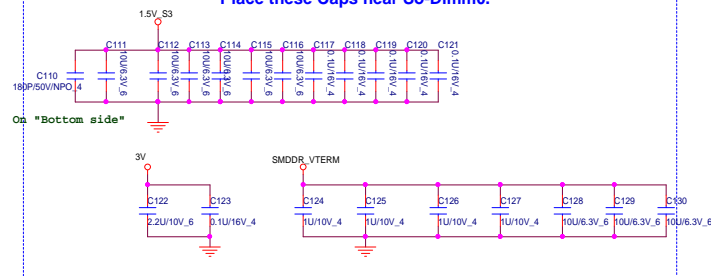 Place these Caps near So-Dimm0.
1.5V_S3
C110
180P/50V/NPO_4
C111
10U/6.3V_6
C112
10U/6.3V_6
C113
10U/6.3V_6
C114
10U/6.3V_6
C115
10U/6.3V_6
C116
10U/6.3V_6
C117
0.1U/16V_4
C118
0.1U/16V_4
C119
0.1U/16V_4
C120
0.1U/16V_4
C121
0.1U/16V_4
On "Bottom side"
3V
C122
2.2U/10V_6
C123
0.1U/16V_4
SMDDR_VTERM
C124
1U/10V_4
C125
1U/10V_4
C126
1U/10V_4
C127
1U/10V_4
C128
10U/6.3V_6
C129
10U/6.3V_6
C130
10U/6.3V_6